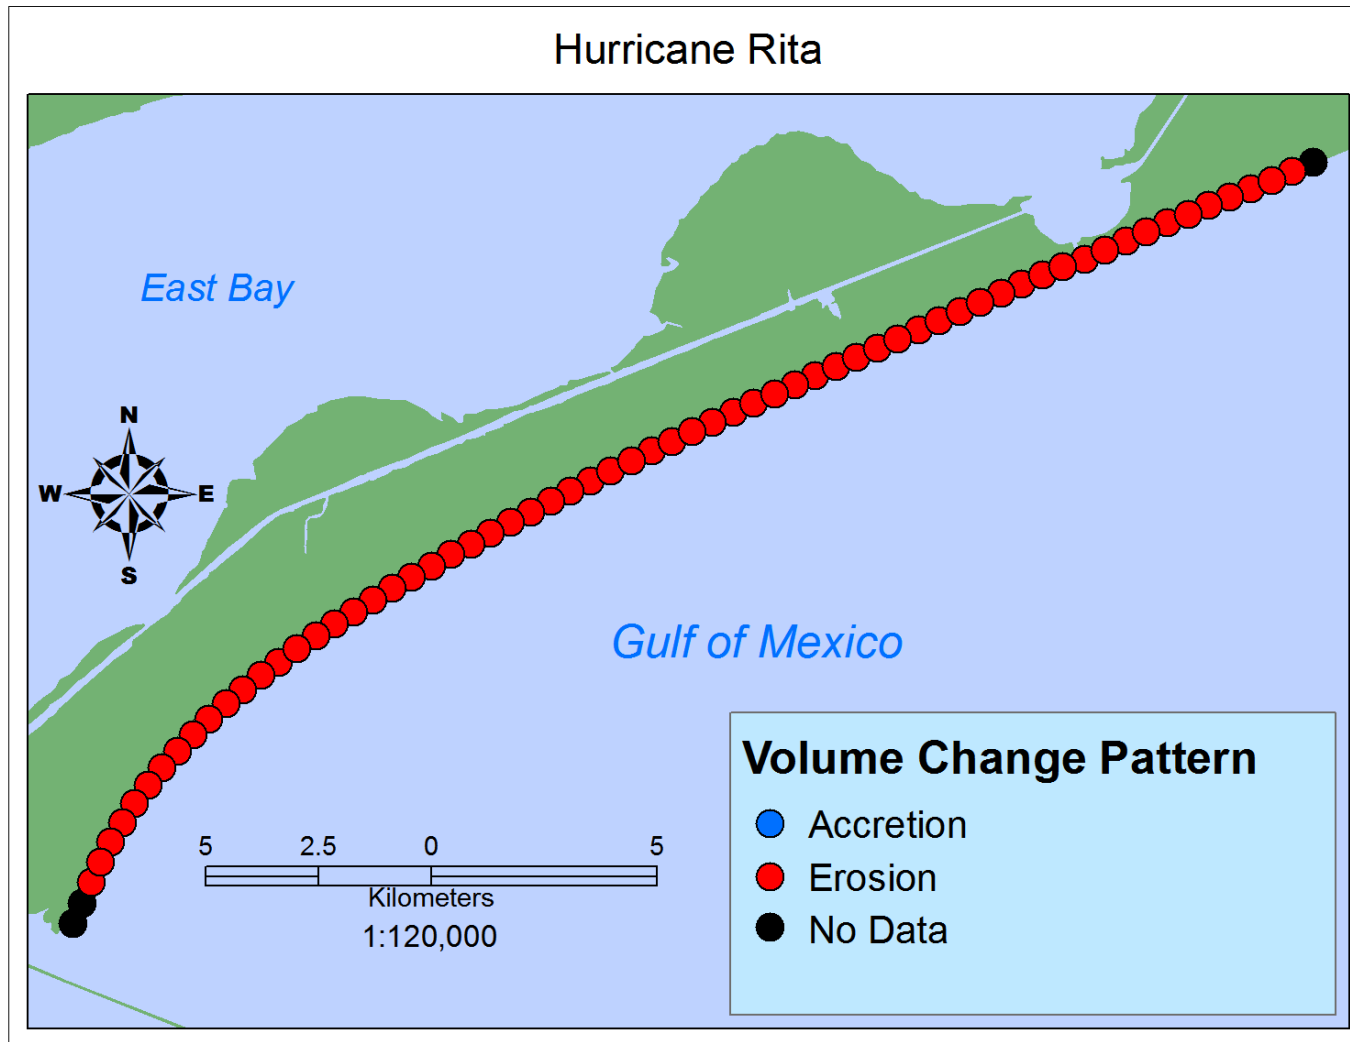 Hurricane Rita
East Bay
N
W E
S
Gulf of Mexico
Volume Change Pattern
Accretion
Erosion
No Data
5 2.5 0 5
Kilometers
1:120,000